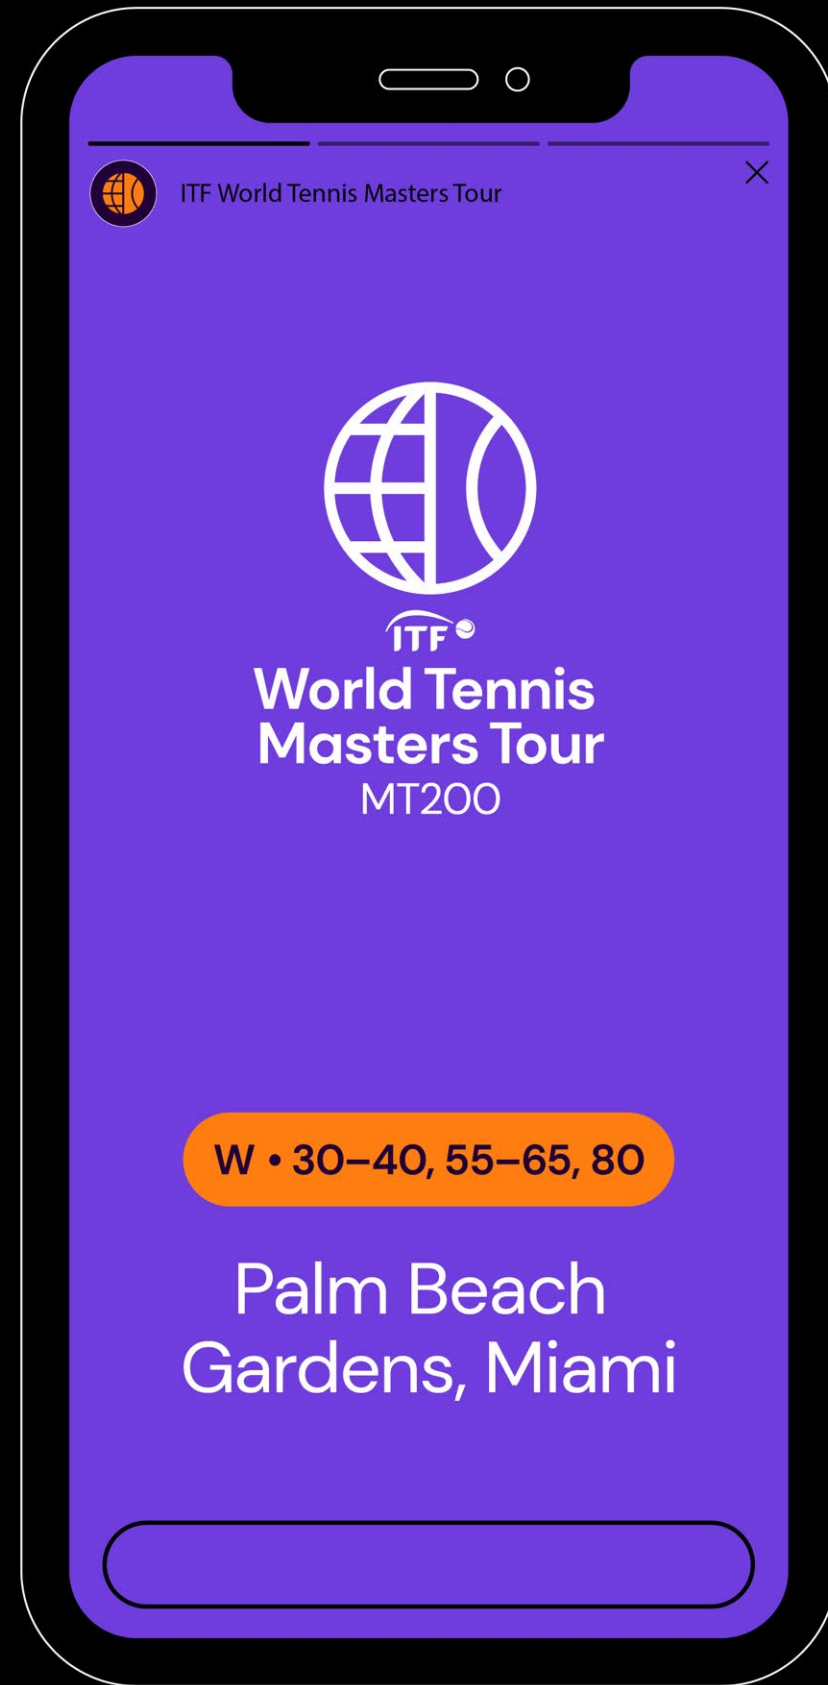 ITF World Tennis Masters Tour
ITF
World Tennis
Masters Tour
MT200
W • 30–40, 55–65, 80
Palm Beach
Gardens, Miami